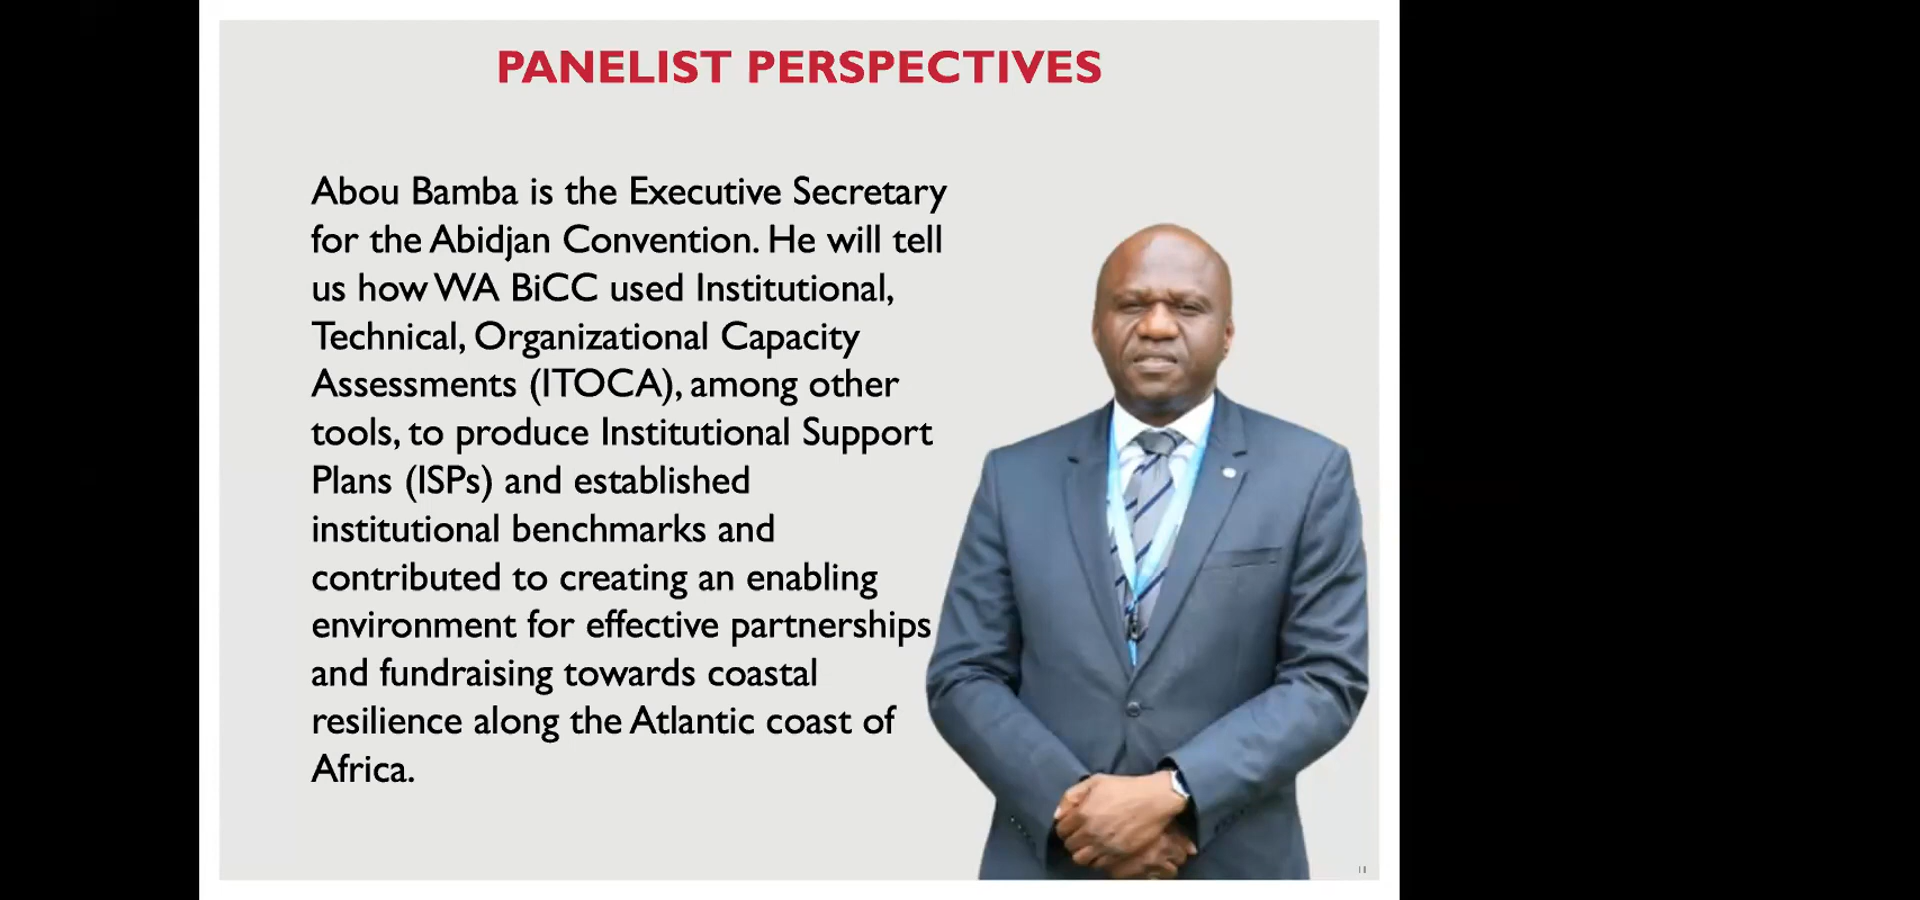 PANELIST PERSPECTIVES
Abou Bamba is the Executive Secretary
for the Abidjan Convention. He will tell
us how WA BiCC used Institutional,
Technical, Organizational Capacity
Assessments (ITOCA), among other
tools, to produce Institutional Support
Plans (ISPs) and established
institutional benchmarks and
contributed to creating an enabling
environment for effective partnerships
and fundraising towards coastal
resilience along the Atlantic coast of
Africa.
11